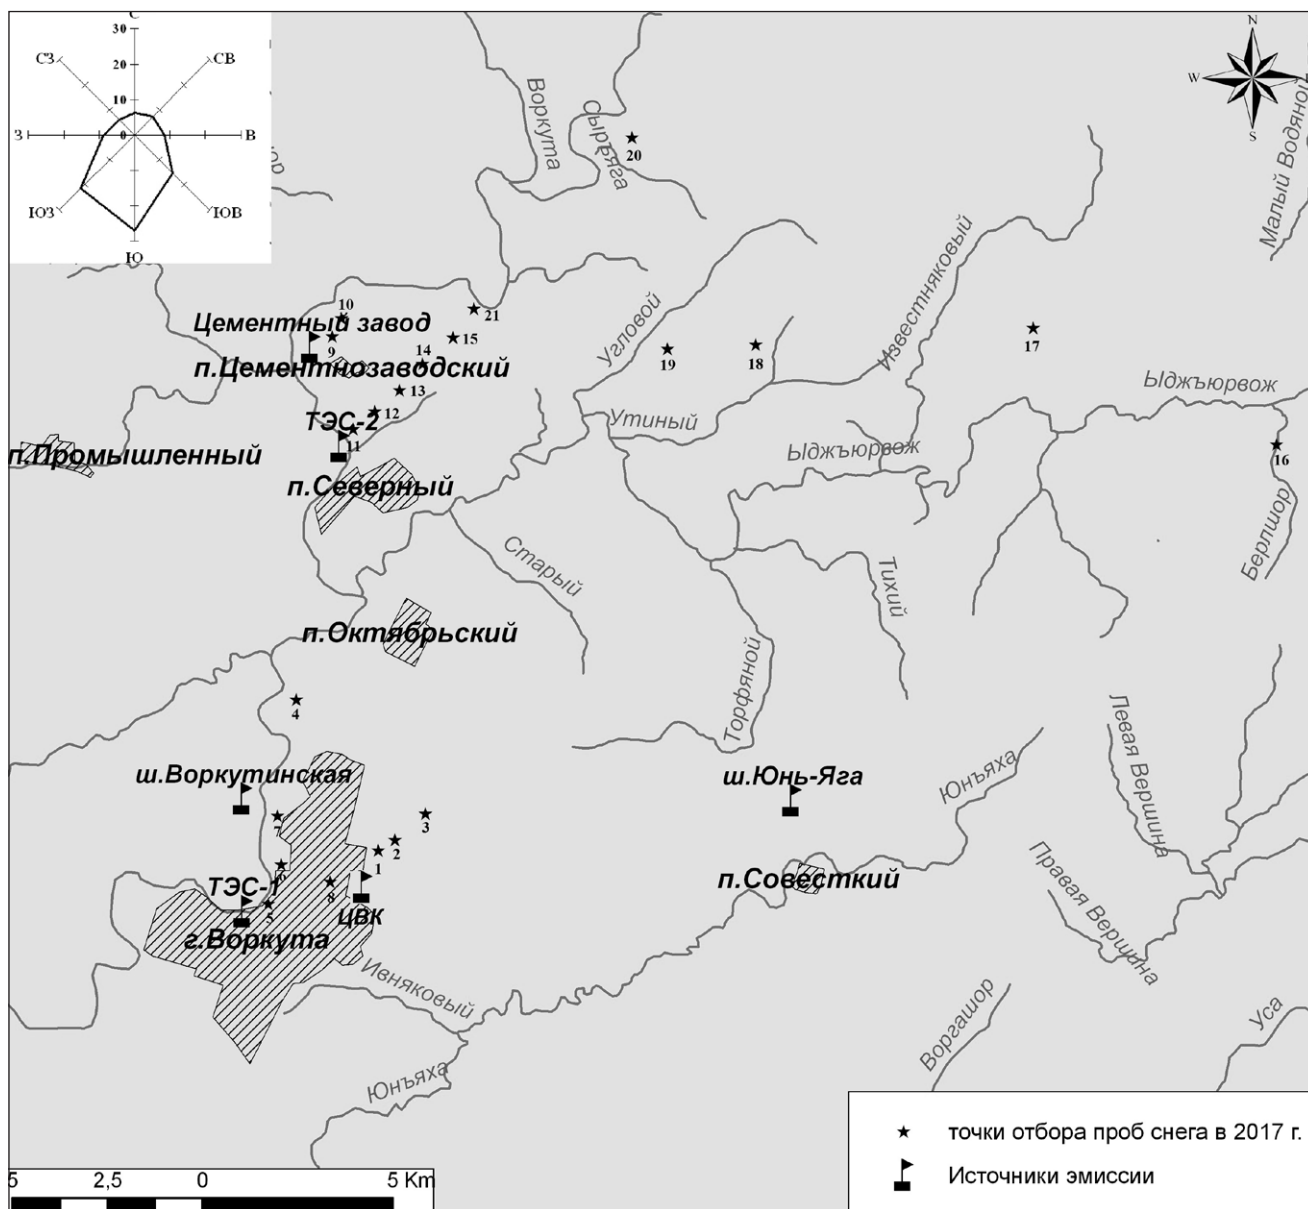 С
30
20
10
0
СЗ
СВ
З
В
ЮЗ
ЮВ
Ю
N
W
S
Воркута
Сыръяга
20
Малый Водяной
Цементный завод
10
9
21
15
14
п.Цементнозаводский
13
12
ТЭС-2
11
Угловой
19
18
Известняковый
17
Ыджъюрвож
Утиный
Ыджъюрвож
16
Берлшор
п.Промышленный
п.Северный
Старый
Тихий
п.Октябрьский
Торфяной
4
Левая Вершина
ш.Воркутинская
ш.Юнь-Яга
Юнъяха
7
3
2
1
6
8
ТЭС-1
5
ЦВК
г.Воркута
п.Совесткий
Правая Вершина
Ивняковый
Воргашор
Уса
Юнъяха
точки отбора проб снега в 2017 г.
Источники эмиссии
5 2,5 0 5 Km